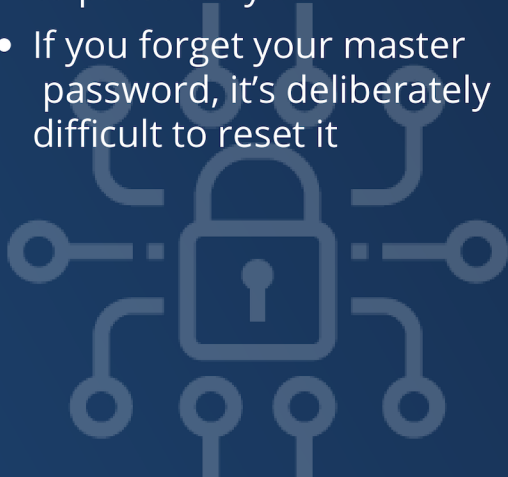 • If you forget your master
password, it’s deliberately
difficult to reset it